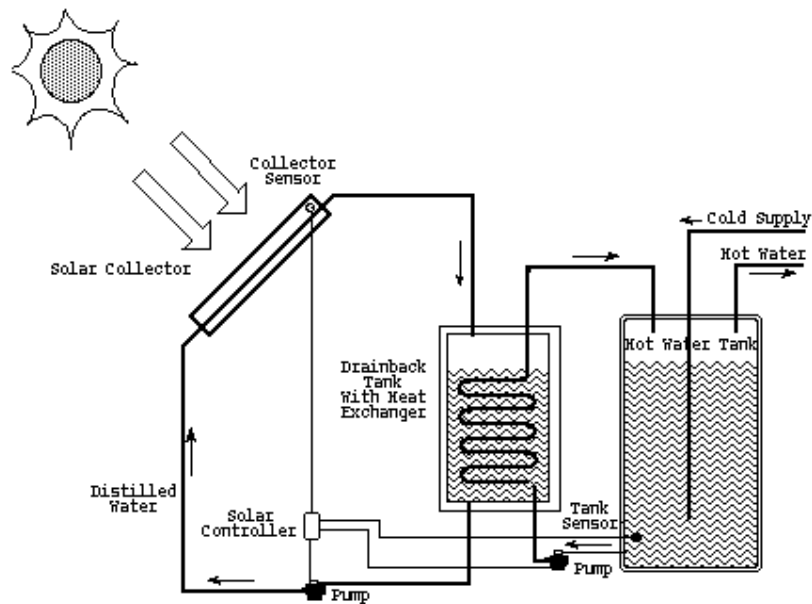 Collector
Sensor
Solar Collector
Cold Supply
Hot Water
Hot Water Tank
Drainback
Tank
With Heat
Exchanger
Distilled
Water
Solar
Controller
Tank
Sensor
Pump
Pump